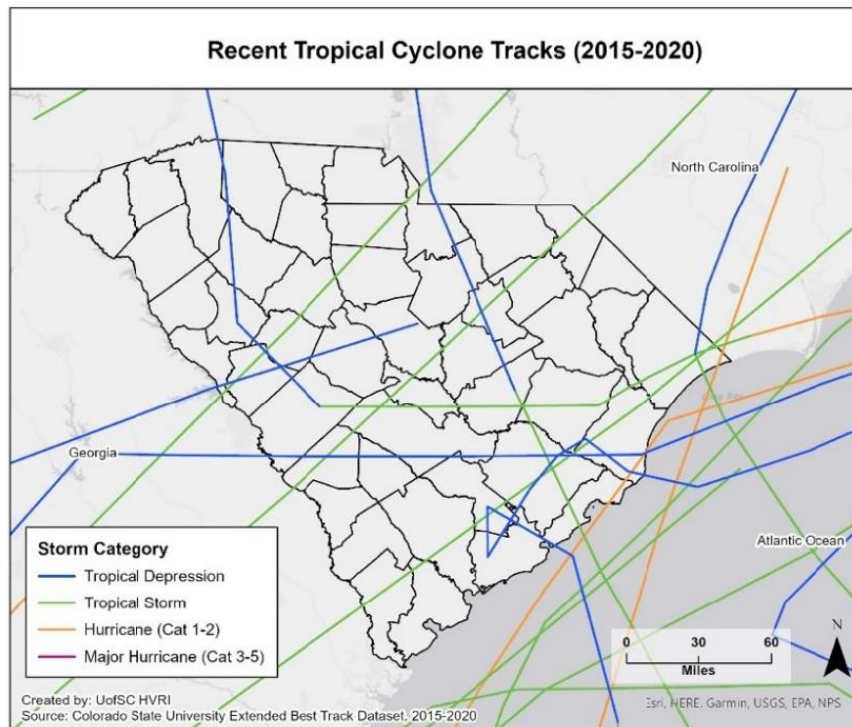 Recent Tropical Cyclone Tracks (2015-2020)
North Carolina
Georgia
Atlantic Ocean
Storm Category
Tropical Depression
Tropical Storm
Hurricane (Cat 1-2)
Major Hurricane (Cat 3-5)
N
0 30 60
Miles
Created by: UofSC HVRI
Source: Colorado State University Extended Best Track Dataset, 2015-2020
Esri, HERE, Garmin, USGS, EPA, NPS